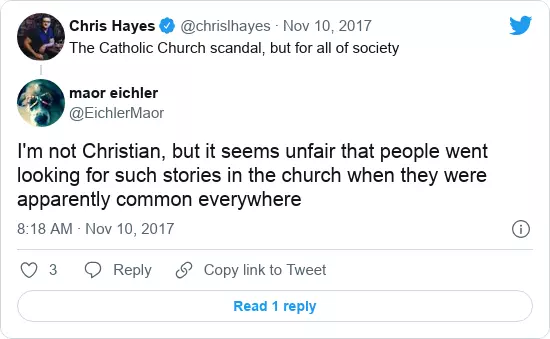 Chris Hayes @chrislhayes · Nov 10, 2017
The Catholic Church scandal, but for all of society
maor eichler
@EichlerMaor
I'm not Christian, but it seems unfair that people went
looking for such stories in the church when they were
apparently common everywhere
8:18 AM · Nov 10, 2017
3 Reply Copy link to Tweet
Read 1 reply